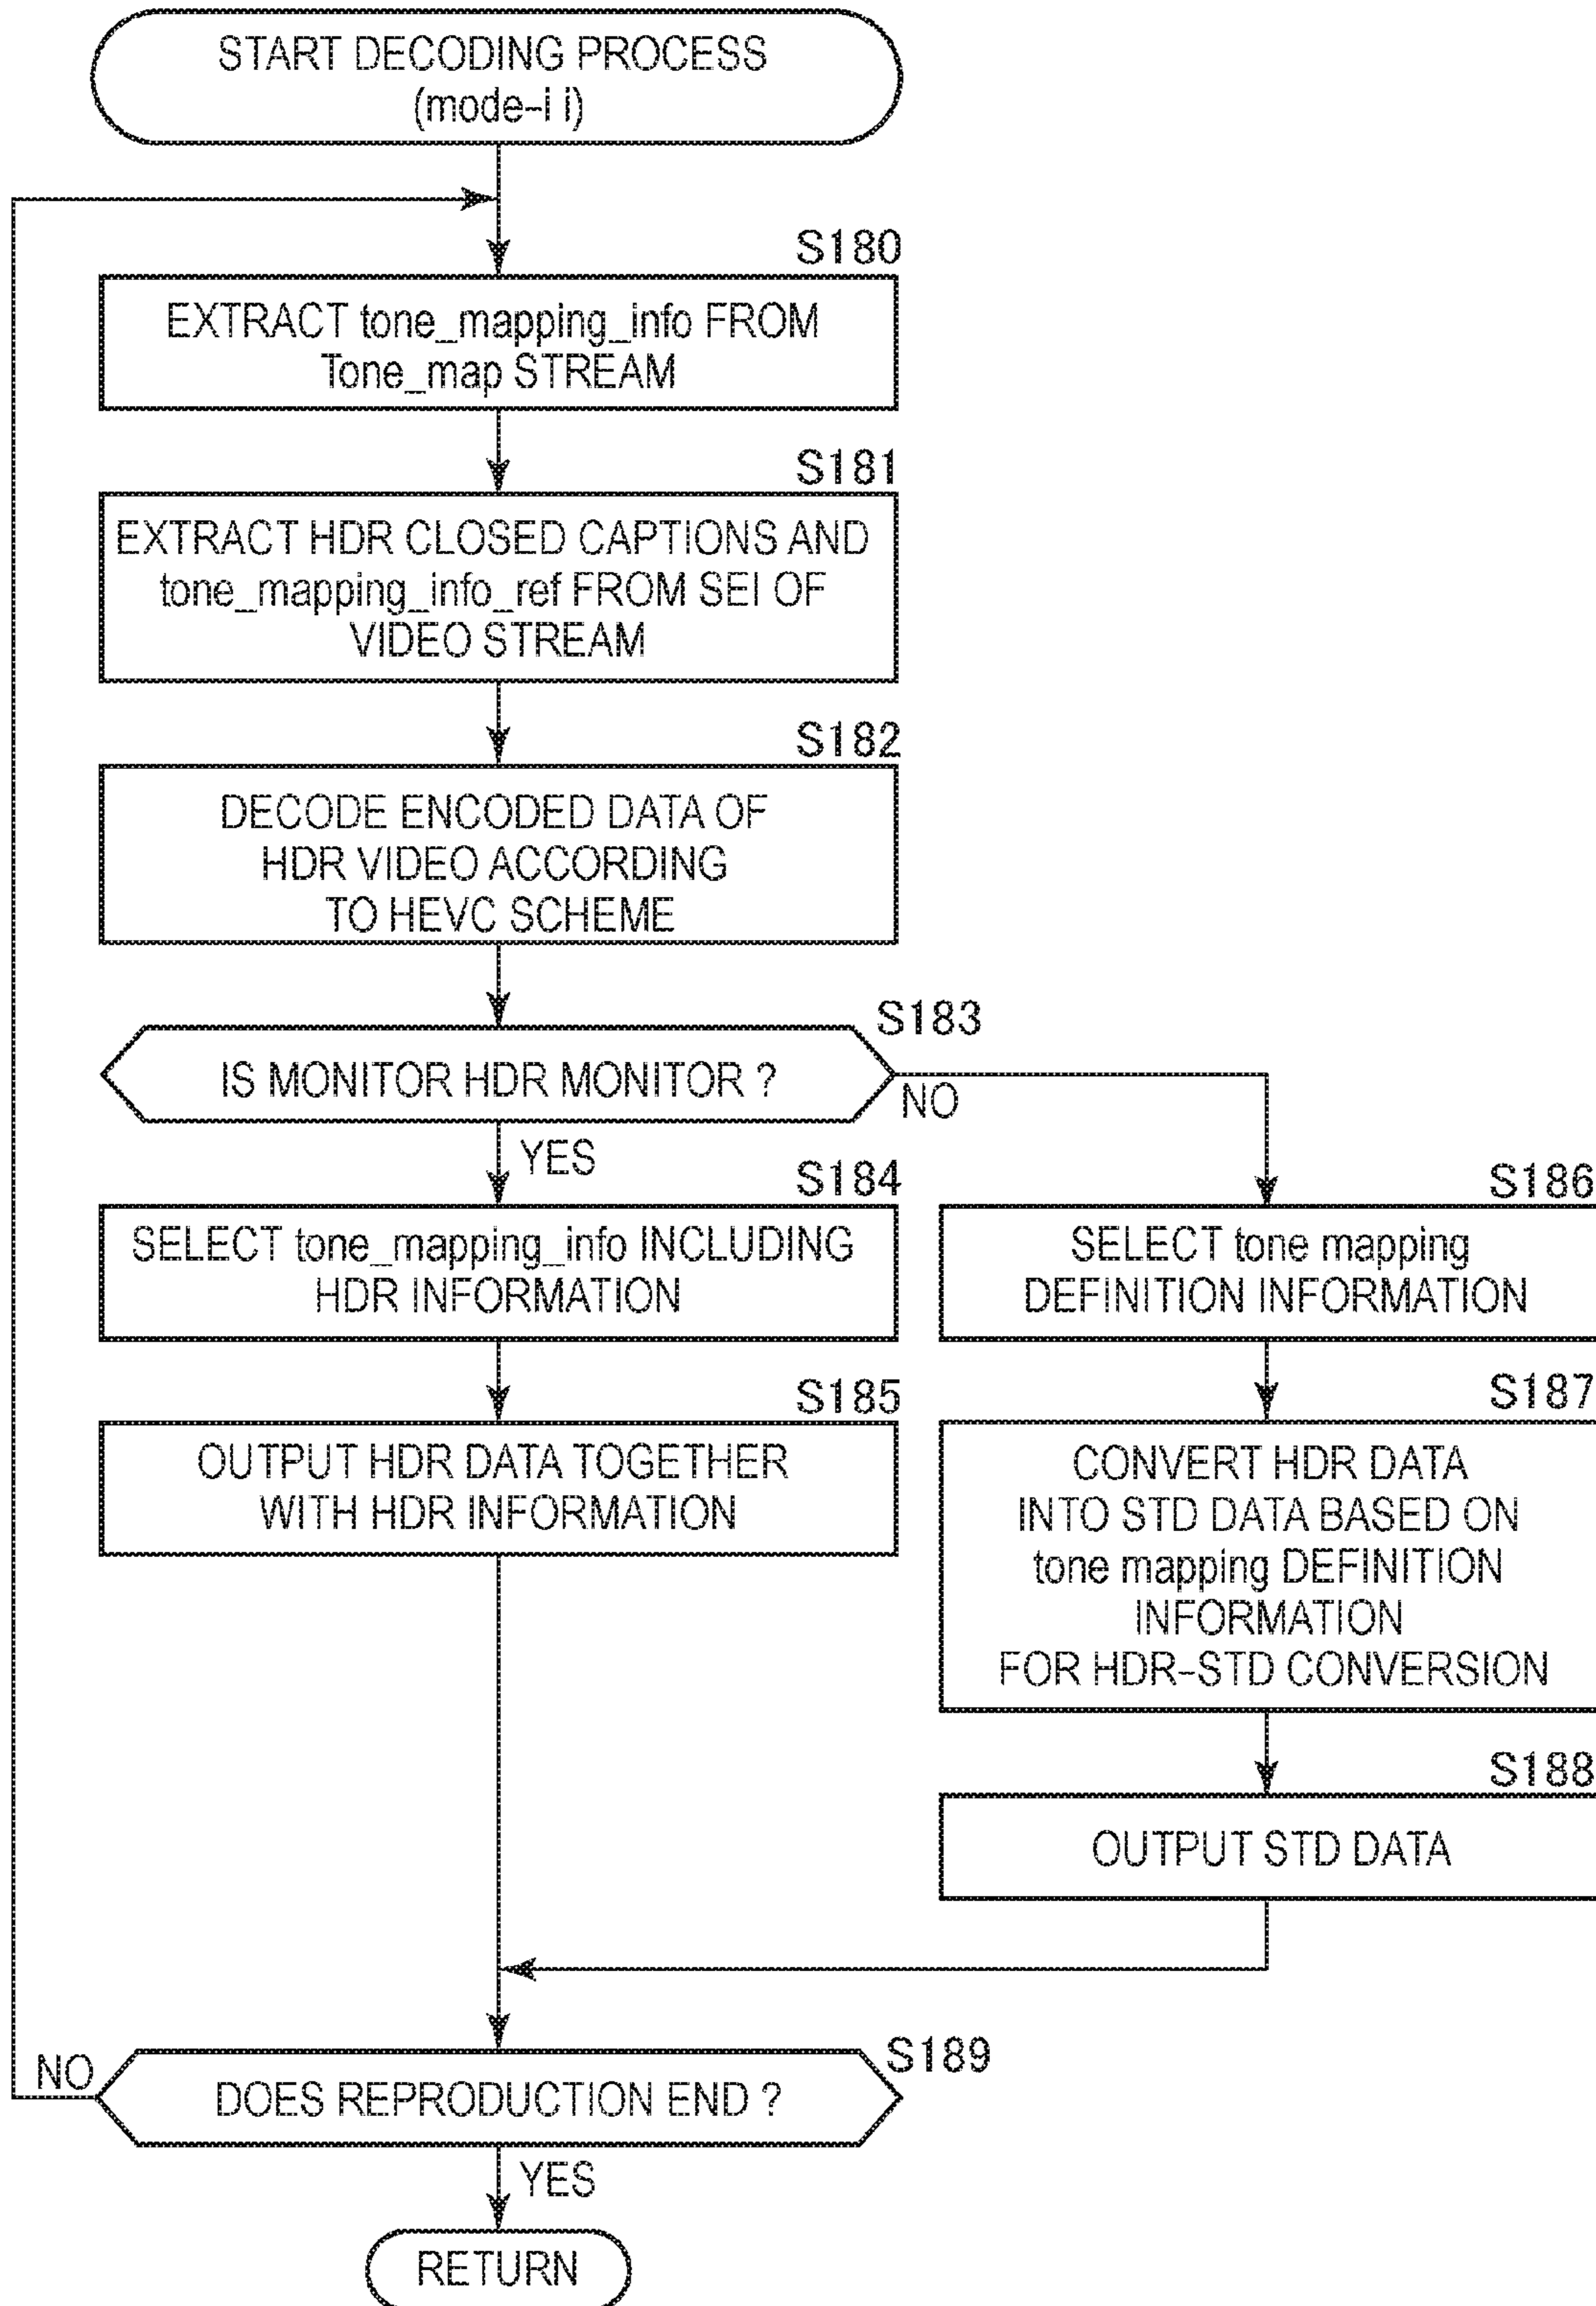 START DECODING PROCESS
(mode-i i)
S180
EXTRACT tone_mapping_info FROM
Tone_map STREAM
S181
EXTRACT HDR CLOSED CAPTIONS AND
tone_mapping_info_ref FROM SEI OF
VIDEO STREAM
S182
DECODE ENCODED DATA OF
HDR VIDEO ACCORDING
TO HEVC SCHEME
S183
IS MONITOR HDR MONITOR ?
NO
YES
S184
SELECT tone_mapping_info INCLUDING
HDR INFORMATION
S185
OUTPUT HDR DATA TOGETHER
WITH HDR INFORMATION
S186
SELECT tone mapping
DEFINITION INFORMATION
S187
CONVERT HDR DATA
INTO STD DATA BASED ON
tone mapping DEFINITION
INFORMATION
FOR HDR-STD CONVERSION
S188
OUTPUT STD DATA
S189
NO
DOES REPRODUCTION END ?
YES
RETURN